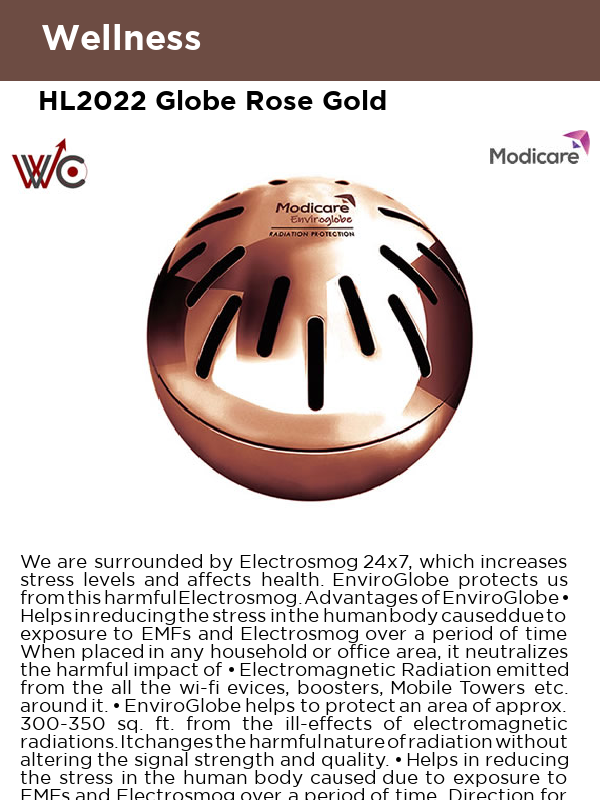 Wellness
HL2022 Globe Rose Gold
WC
Modicare
Modicare
Enviroglobe
RADIATION PROTECTION
We are surrounded by Electrosmog 24x7, which increases
stress levels and affects health. EnviroGlobe protects us
from this harmful Electrosmog. Advantages of EnviroGlobe •
Helps in reducing the stress in the human body caused due to
exposure to EMFs and Electrosmog over a period of time
When placed in any household or office area, it neutralizes
the harmful impact of • Electromagnetic Radiation emitted
from the all the wi-fi evices, boosters, Mobile Towers etc.
around it. • EnviroGlobe helps to protect an area of approx.
300-350 sq. ft. from the ill-effects of electromagnetic
radiations. It changes the harmful nature of radiation without
altering the signal strength and quality. • Helps in reducing
the stress in the human body caused due to exposure to
EMFs and Electrosmog over a period of time. Direction for